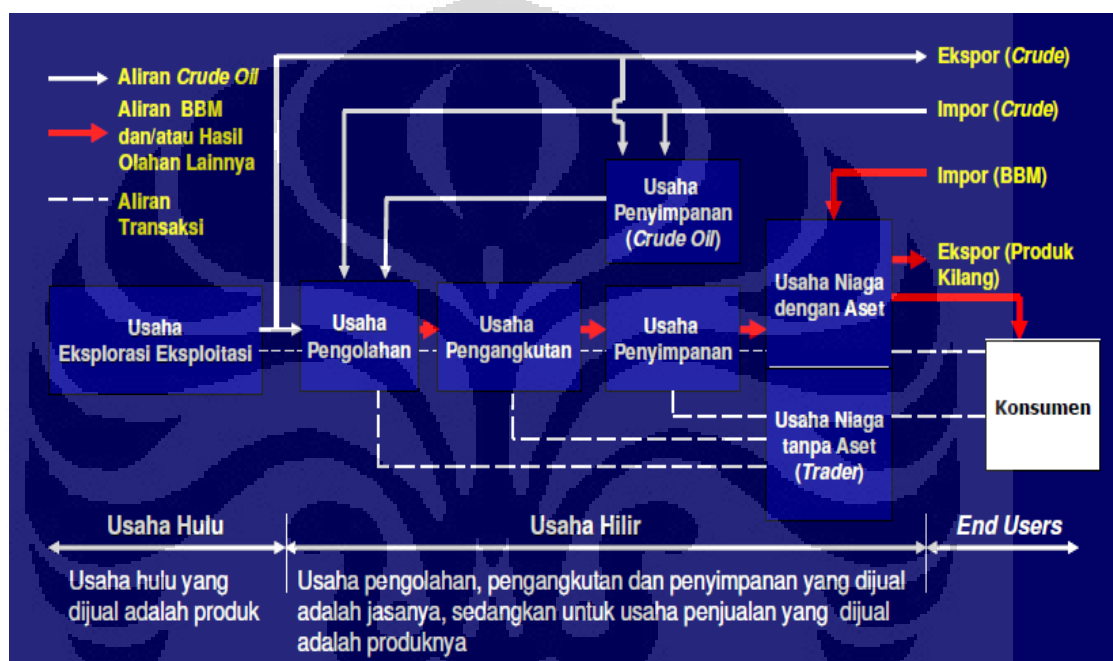 Aliran Crude Oil
Aliran BBM
dan/atau Hasil
Olahan Lainnya
Aliran
Transaksi
Ekspor (Crude)
Impor (Crude)
Impor (BBM)
Ekspor (Produk
Kilang)
Usaha
Penyimpanan
(Crude Oil)
Usaha
Eksplorasi Eksploitasi
Usaha
Pengolahan
Usaha
Pengangkutan
Usaha
Penyimpanan
Usaha Niaga
dengan Aset
Usaha Niaga
tanpa Aset
(Trader)
Konsumen
Usaha Hulu
Usaha Hilir
End Users
Usaha hulu yang
dijual adalah produk
Usaha pengolahan, pengangkutan dan penyimpanan yang dijual
adalah jasanya, sedangkan untuk usaha penjualan yang dijual
adalah produknya